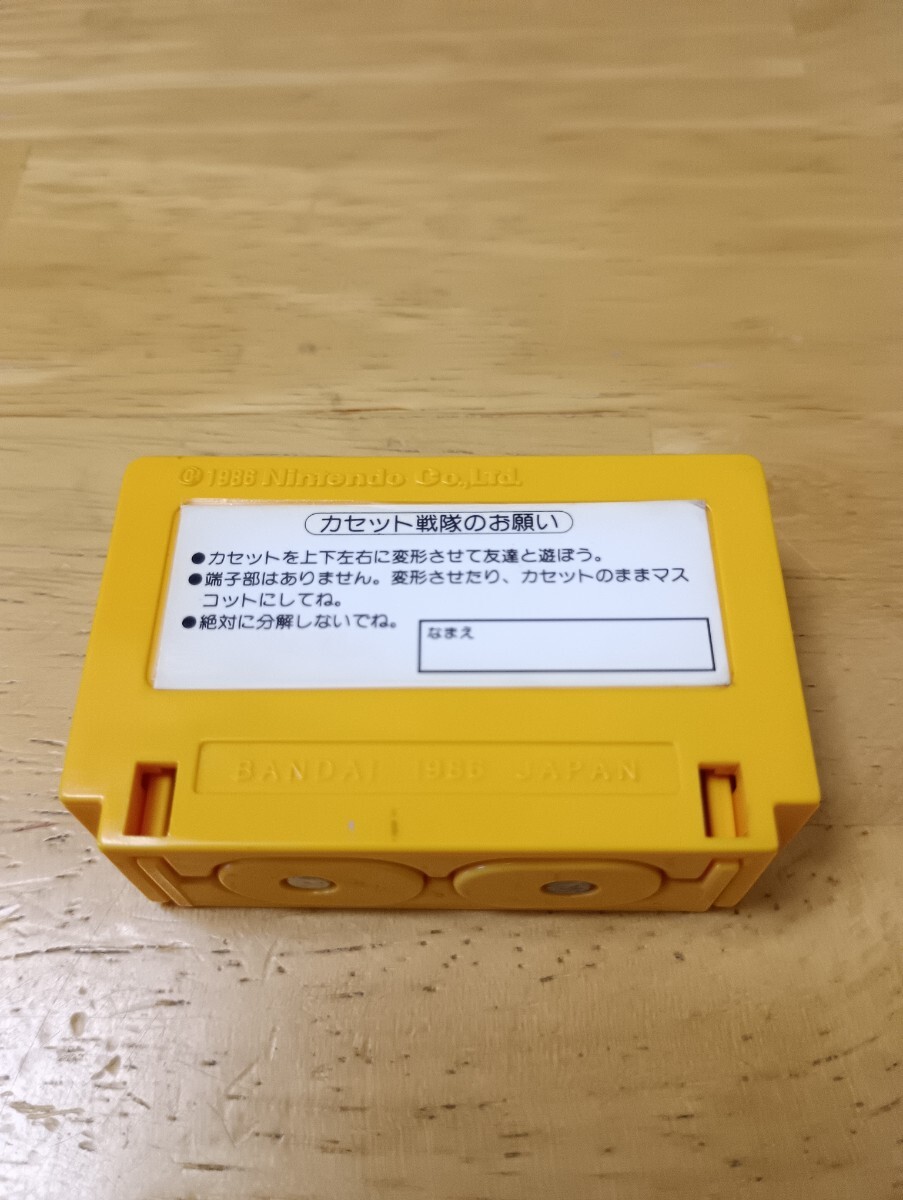 ©1986 Nintendo Co.,Ltd.
カセット戦隊のお願い
●カセットを上下左右に変形させて友達と遊ぼう。
●端子部はありません。変形させたり、カセットのままマス
コットにしてね。
●絶対に分解しないでね。
なまえ
BANDAI 1986 JAPAN